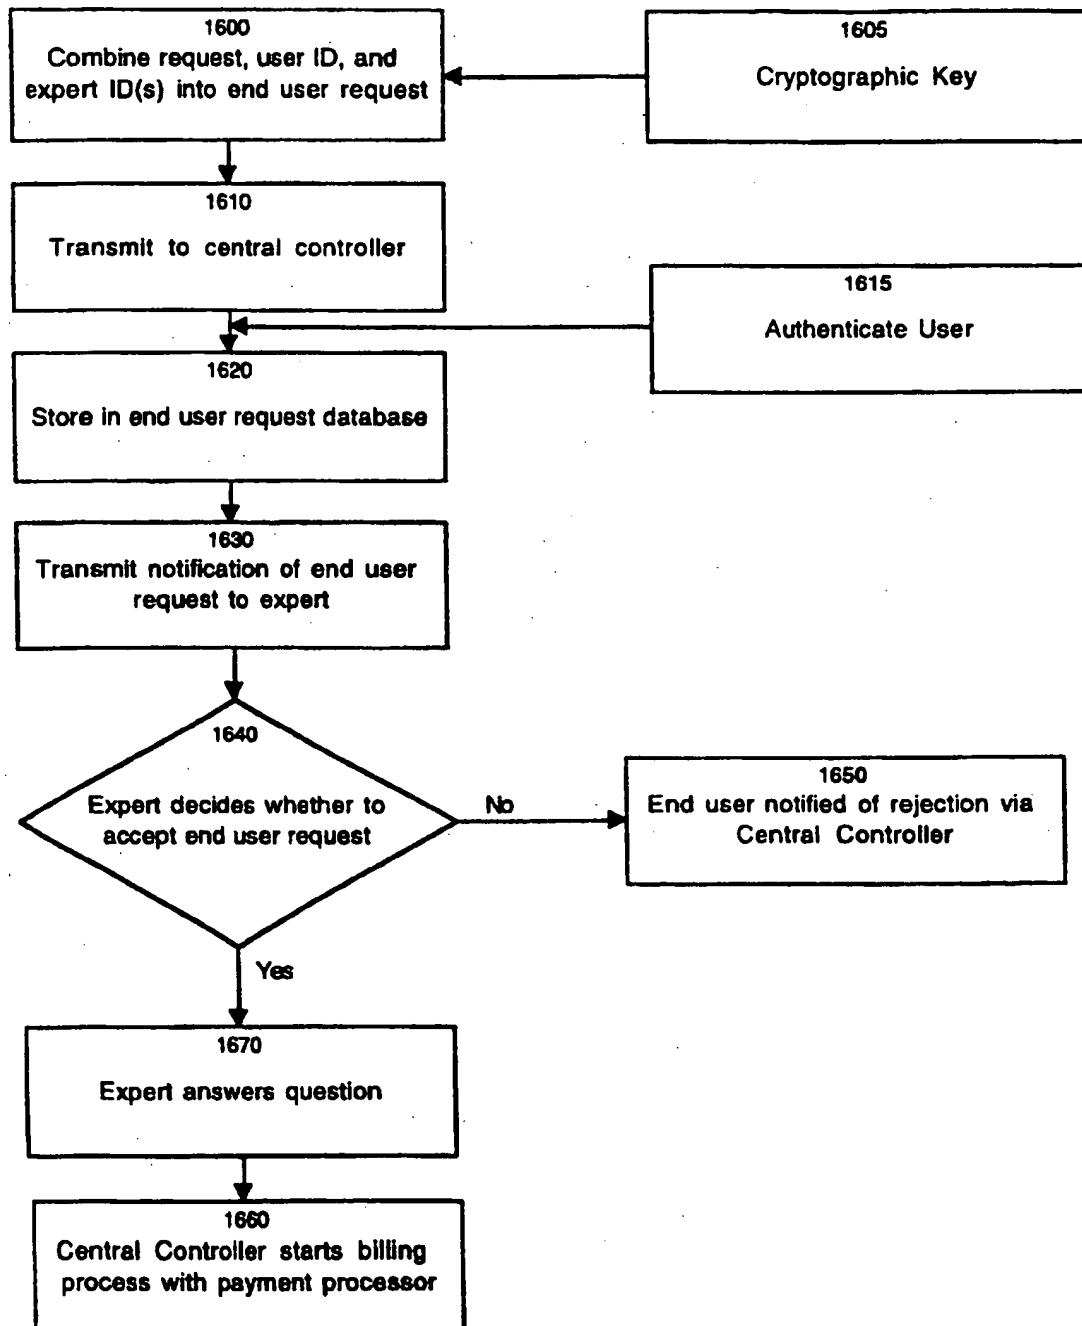 1600
Combine request, user ID, and
expert ID(s) into end user request
1605
Cryptographic Key
1610
Transmit to central controller
1615
Authenticate User
1620
Store in end user request database
1630
Transmit notification of end user
request to expert
1640
Expert decides whether to
accept end user request
No
1650
End user notified of rejection via
Central Controller
Yes
1670
Expert answers question
1660
Central Controller starts billing
process with payment processor